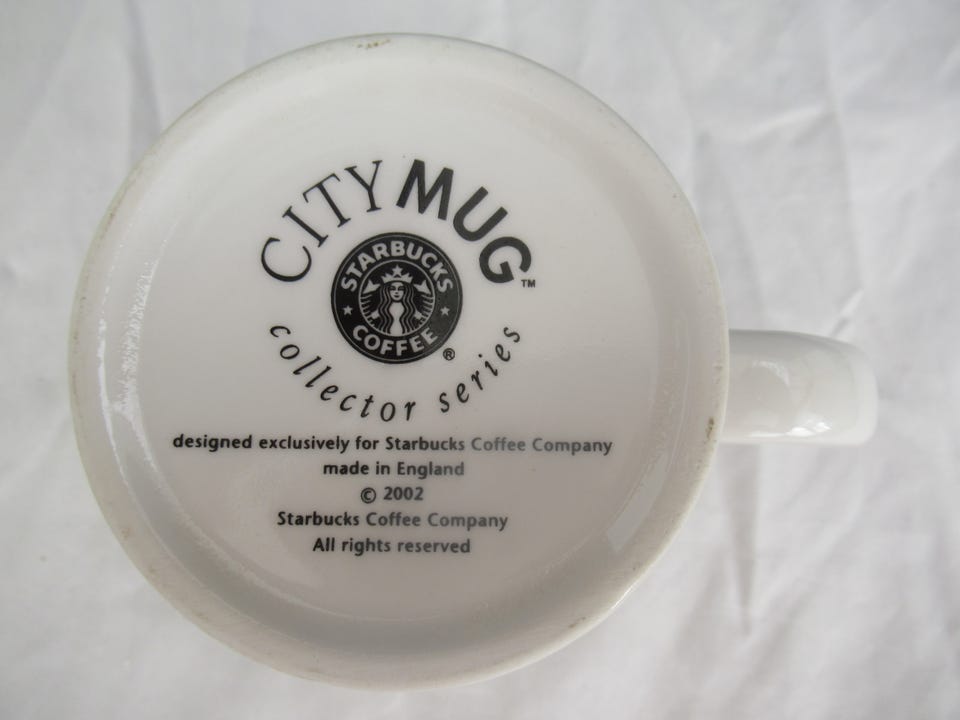 CITY MUG™
STARBUCKS
COFFEE
®
collector series
designed exclusively for Starbucks Coffee Company
made in England
© 2002
Starbucks Coffee Company
All rights reserved